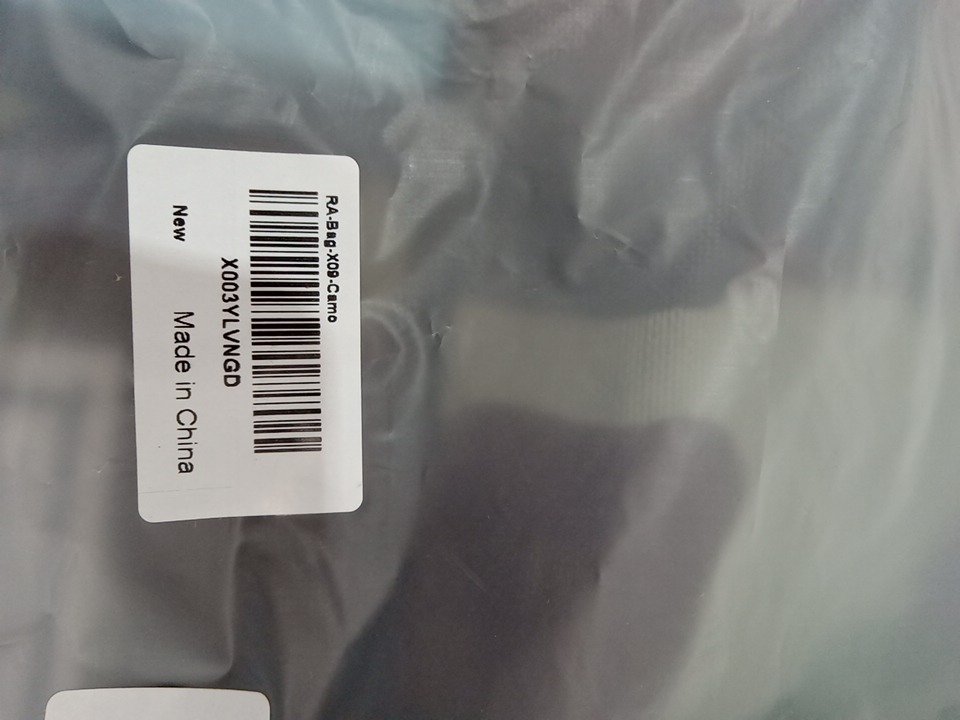 RA-Bag-X09-Camo
X003YLVNGD
New
Made in China